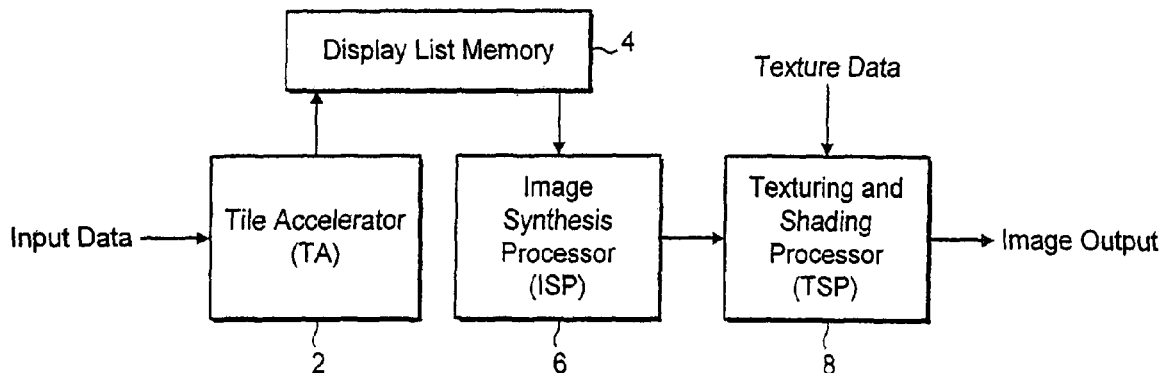 Display List Memory
4
Texture Data
Input Data
Tile Accelerator
(TA)
2
Image
Synthesis
Processor
(ISP)
6
Texturing and
Shading
Processor
(TSP)
8
Image Output